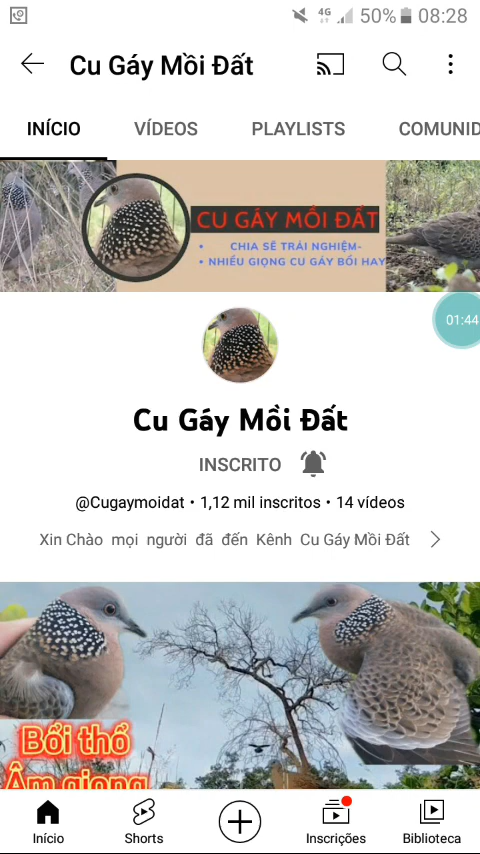 4G 50% 08:28
Cu Gáy Mồi Đất
INÍCIO VÍDEOS PLAYLISTS COMUNID
CU GÁY MỒI ĐẤT
• CHIA SẼ TRẢI NGHIỆM-
• NHIỀU GIỌNG CU GÁY BỔI HAY
01:44
Cu Gáy Mồi Đất
INSCRITO
@Cugaymoidat • 1,12 mil inscritos • 14 vídeos
Xin Chào mọi người đã đến Kênh Cu Gáy Mồi Đất
Bổi thổ
Âm giọng
Início Shorts Inscrições Biblioteca